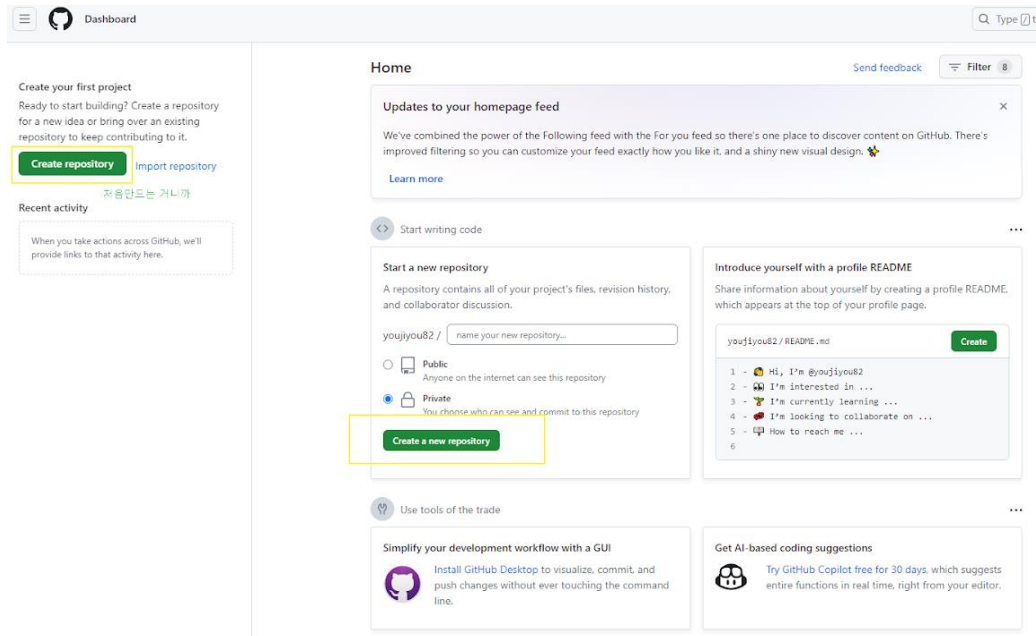 Dashboard
Type / t
Create your first project
Ready to start building? Create a repository
for a new idea or bring over an existing
repository to keep contributing to it.
Create repository
Import repository
처음만드는 거니까
Recent activity
When you take actions across GitHub, we'll
provide links to that activity here.
Home
Send feedback
Filter 8
Updates to your homepage feed
We've combined the power of the Following feed with the For you feed so there's one place to discover content on GitHub. There's
improved filtering so you can customize your feed exactly how you like it, and a shiny new visual design. ✨
Learn more
Start writing code
Start a new repository
A repository contains all of your project's files, revision history,
and collaborator discussion.
youjiyou82 / name your new repository...
Public
Anyone on the internet can see this repository
Private
You choose who can see and commit to this repository
Create a new repository
Introduce yourself with a profile README
Share information about yourself by creating a profile README,
which appears at the top of your profile page.
youjiyou82/README.md
Create
1 - 👋 Hi, I'm @youjiyou82
2 - 👀 I'm interested in ...
3 - 🌱 I'm currently learning ...
4 - 💞️ I'm looking to collaborate on ...
5 - 📫 How to reach me ...
6
Use tools of the trade
Simplify your development workflow with a GUI
Install GitHub Desktop to visualize, commit, and
push changes without ever touching the command
line.
Get AI-based coding suggestions
Try GitHub Copilot free for 30 days, which suggests
entire functions in real time, right from your editor.